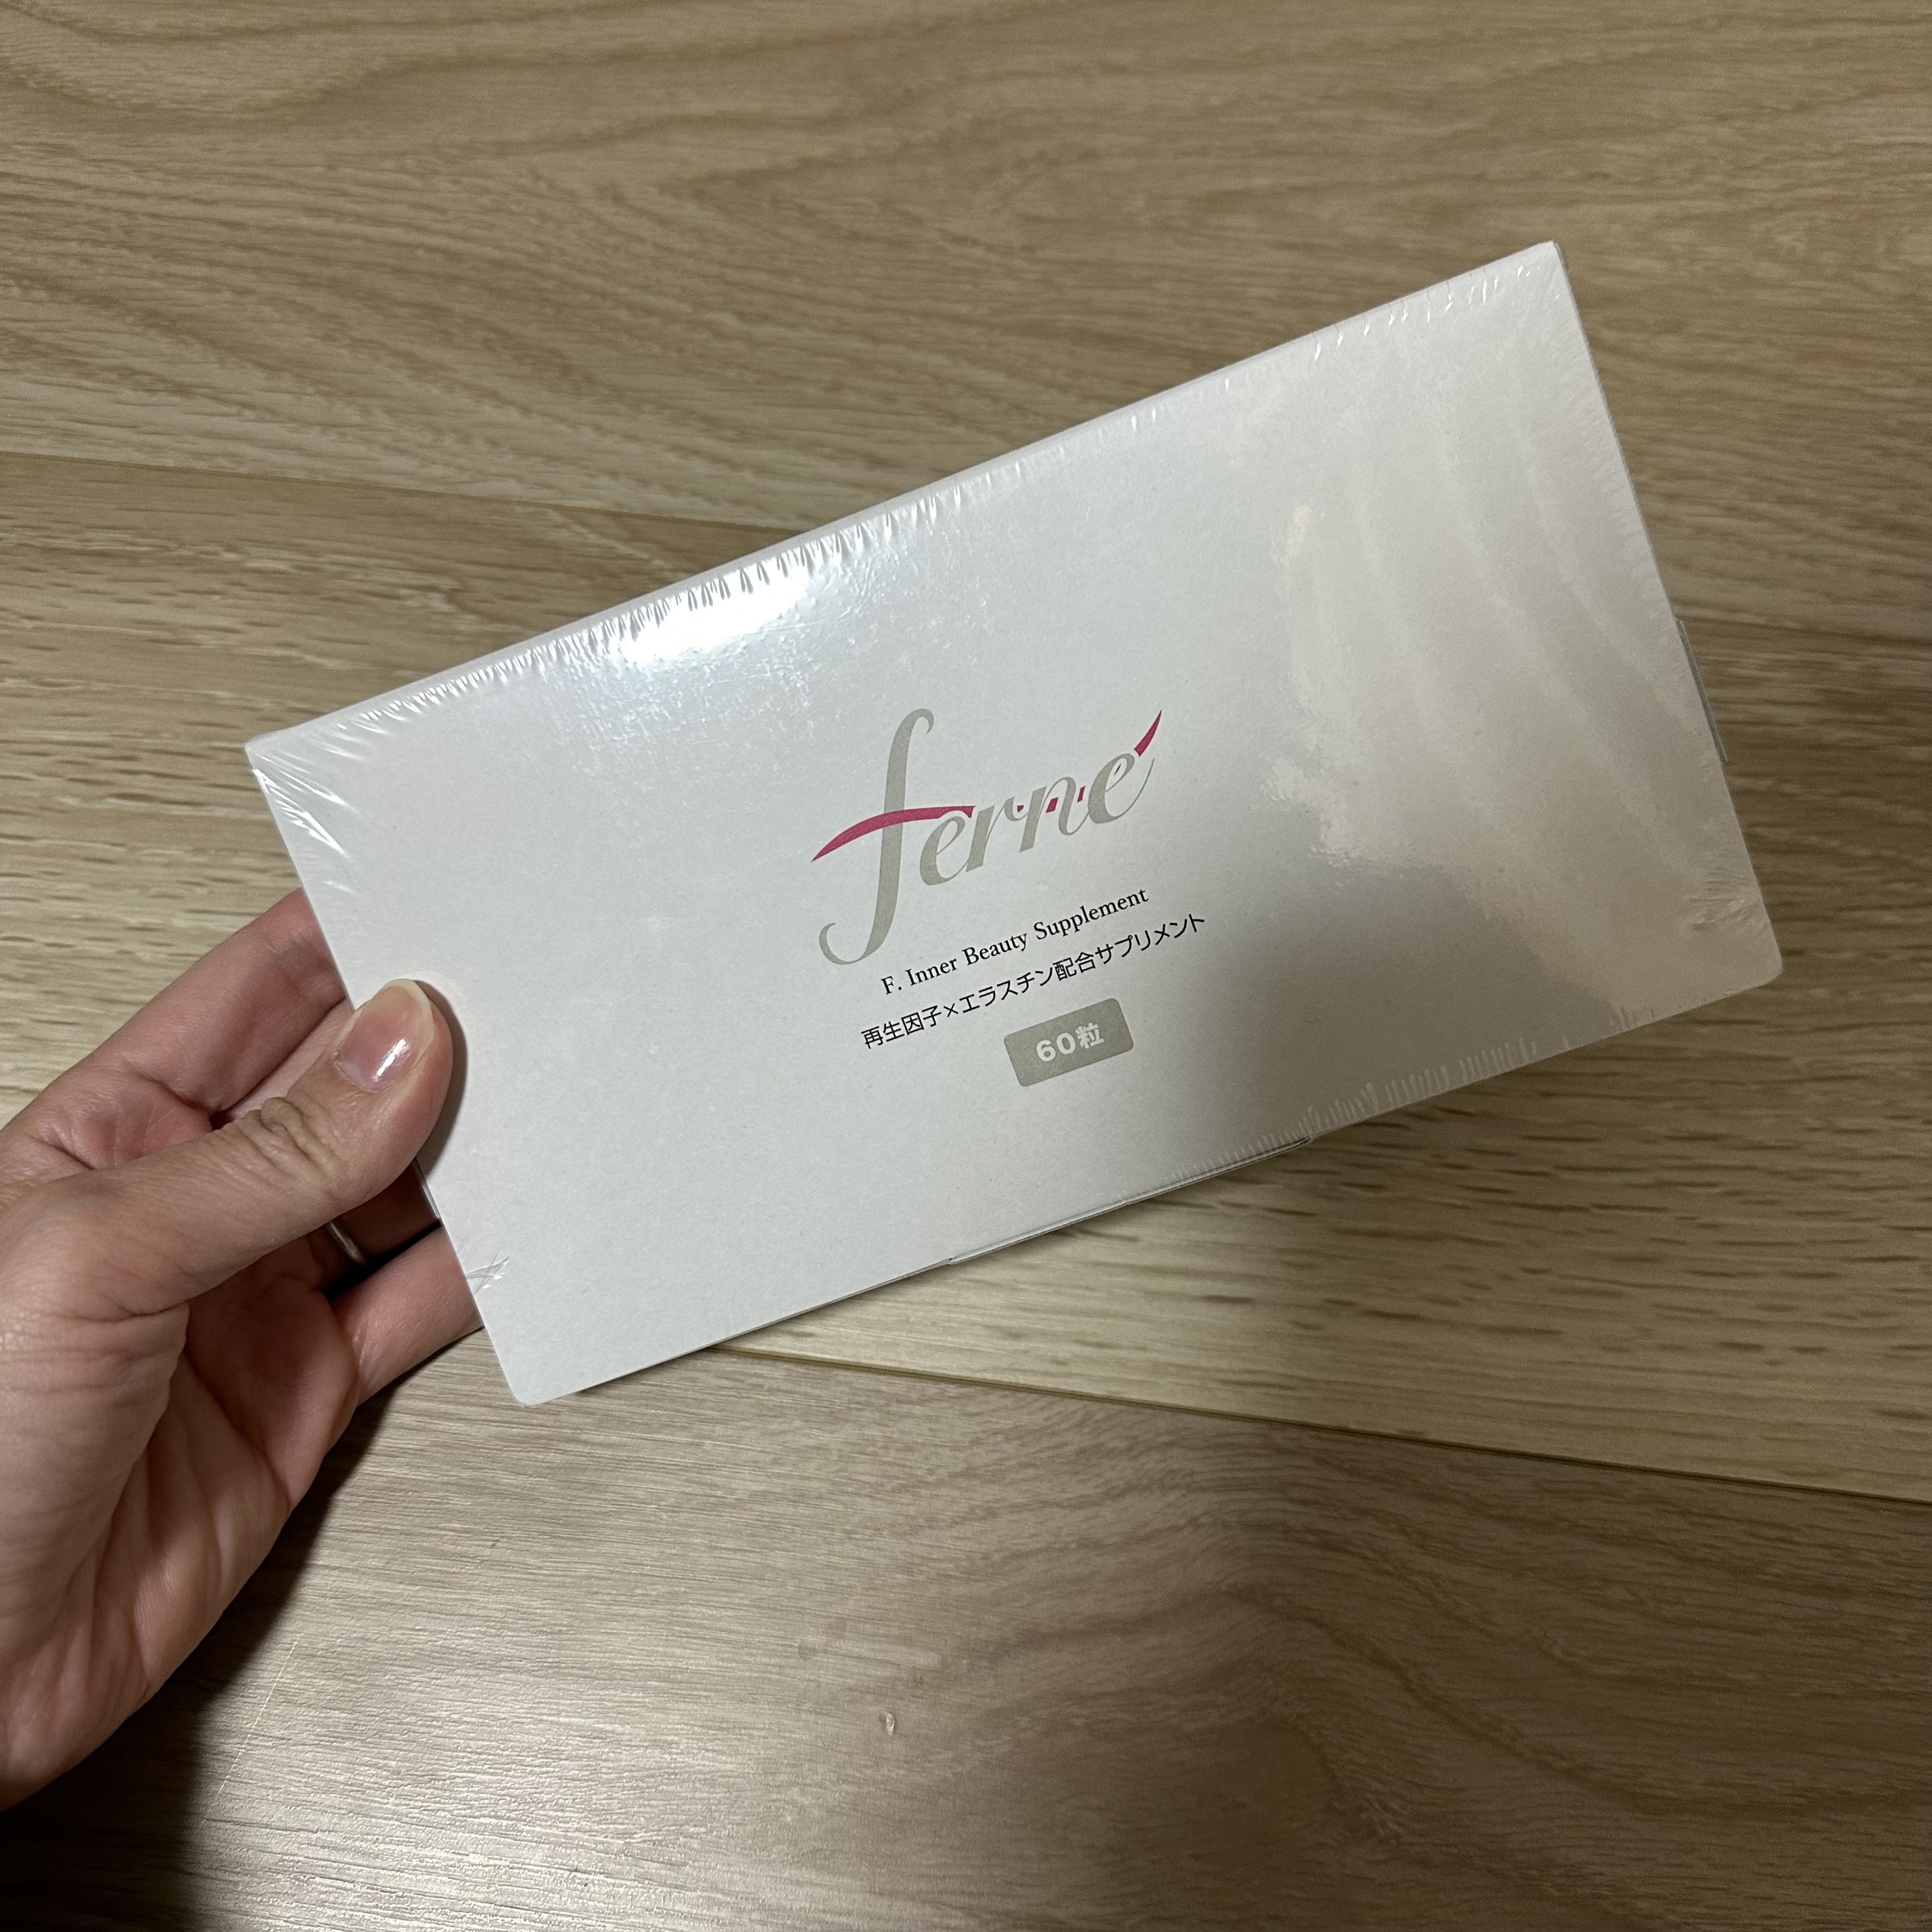 ferné
F. Inner Beauty Supplement
再生因子×エラスチン配合サプリメント
60粒